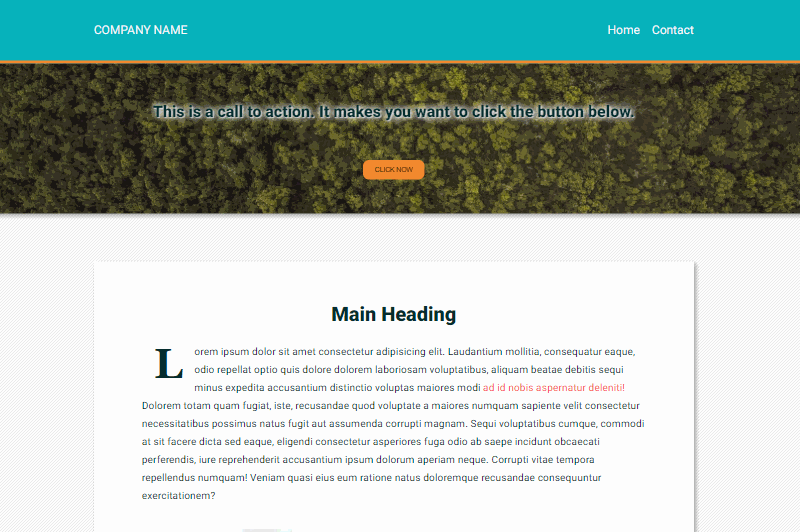 COMPANY NAME
Home Contact
This is a call to action. It makes you want to click the button below.
CLICK NOW
Main Heading
Lorem ipsum dolor sit amet consectetur adipisicing elit. Laudantium mollitia, consequatur eaque,
odio repellat optio quis dolore dolorem laboriosam voluptatibus, aliquam beatae debitis sequi
minus expedita accusantium distinctio voluptas maiores modi ad id nobis aspernatur deleniti!
Dolorem totam quam fugiat, iste, recusandae quod voluptate a maiores numquam sapiente velit consectetur
necessitatibus possimus natus fugit aut assumenda corrupti magnam. Sequi voluptatibus cumque, commodi
at sit facere dicta sed eaque, eligendi consectetur asperiores fuga odio ab saepe incidunt obcaecati
perferendis, iure reprehenderit accusantium ipsum dolorum aperiam neque. Corrupti vitae tempora
repellendus numquam! Veniam quasi eius eum ratione natus doloremque recusandae consequuntur
exercitationem?